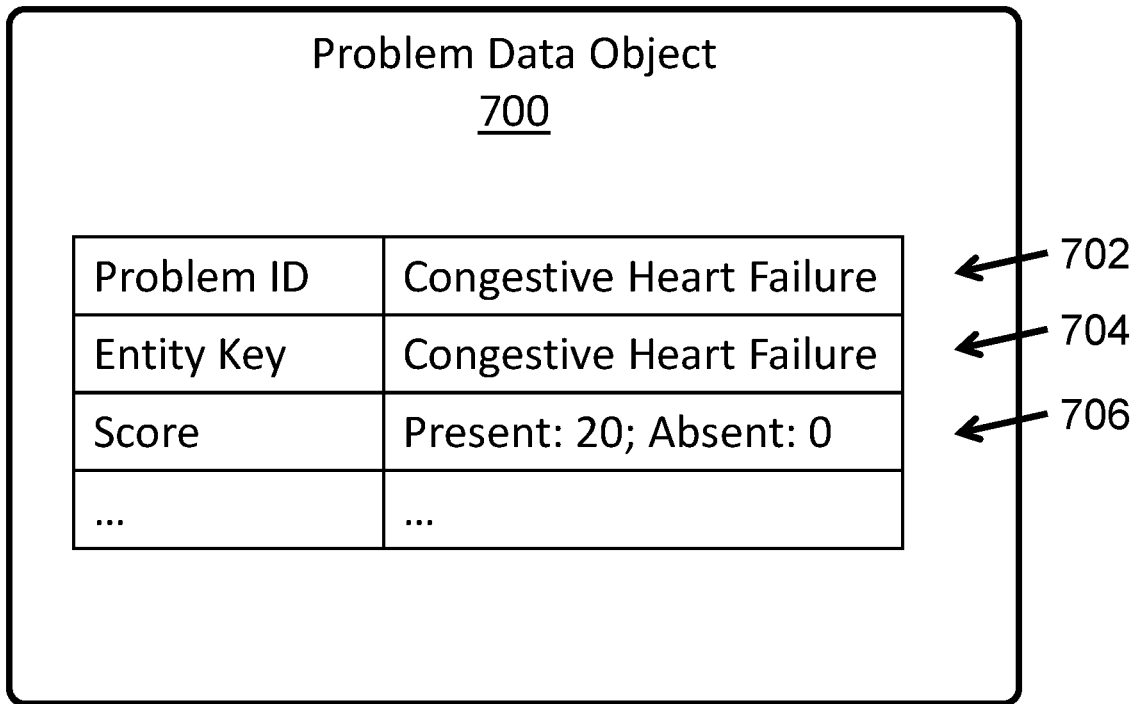 Problem Data Object
700
Problem ID Congestive Heart Failure 702
Entity Key Congestive Heart Failure 704
Score Present: 20; Absent: 0 706
... ...